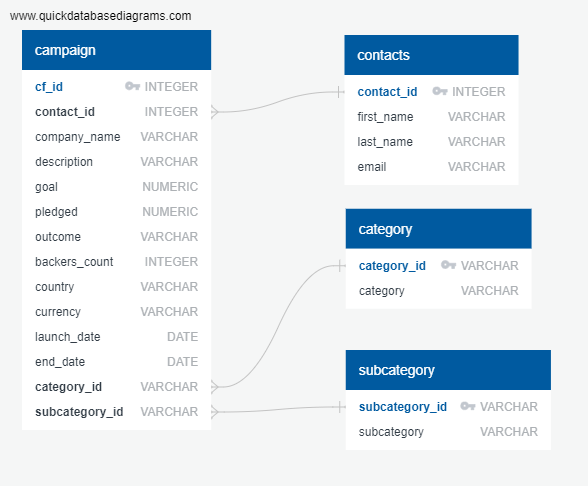 www.quickdatabasediagrams.com
campaign
cf_id INTEGER
contact_id INTEGER
company_name VARCHAR
description VARCHAR
goal NUMERIC
pledged NUMERIC
outcome VARCHAR
backers_count INTEGER
country VARCHAR
currency VARCHAR
launch_date DATE
end_date DATE
category_id VARCHAR
subcategory_id VARCHAR
contacts
contact_id INTEGER
first_name VARCHAR
last_name VARCHAR
email VARCHAR
category
category_id VARCHAR
category VARCHAR
subcategory
subcategory_id VARCHAR
subcategory VARCHAR